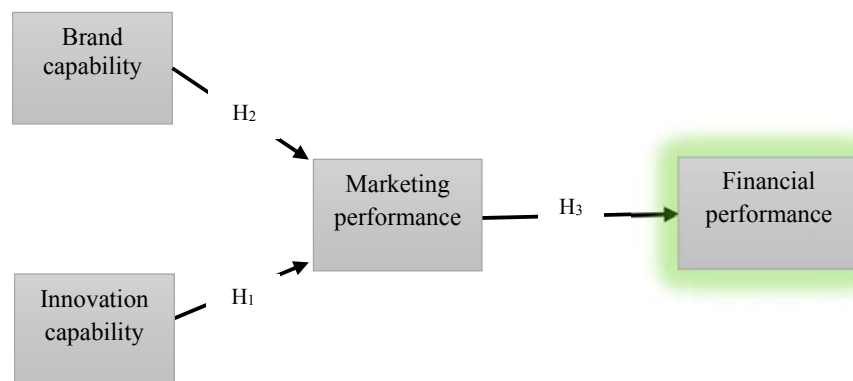 Brand
capability
H2
Marketing
performance
H3
Financial
performance
Innovation
capability
H1